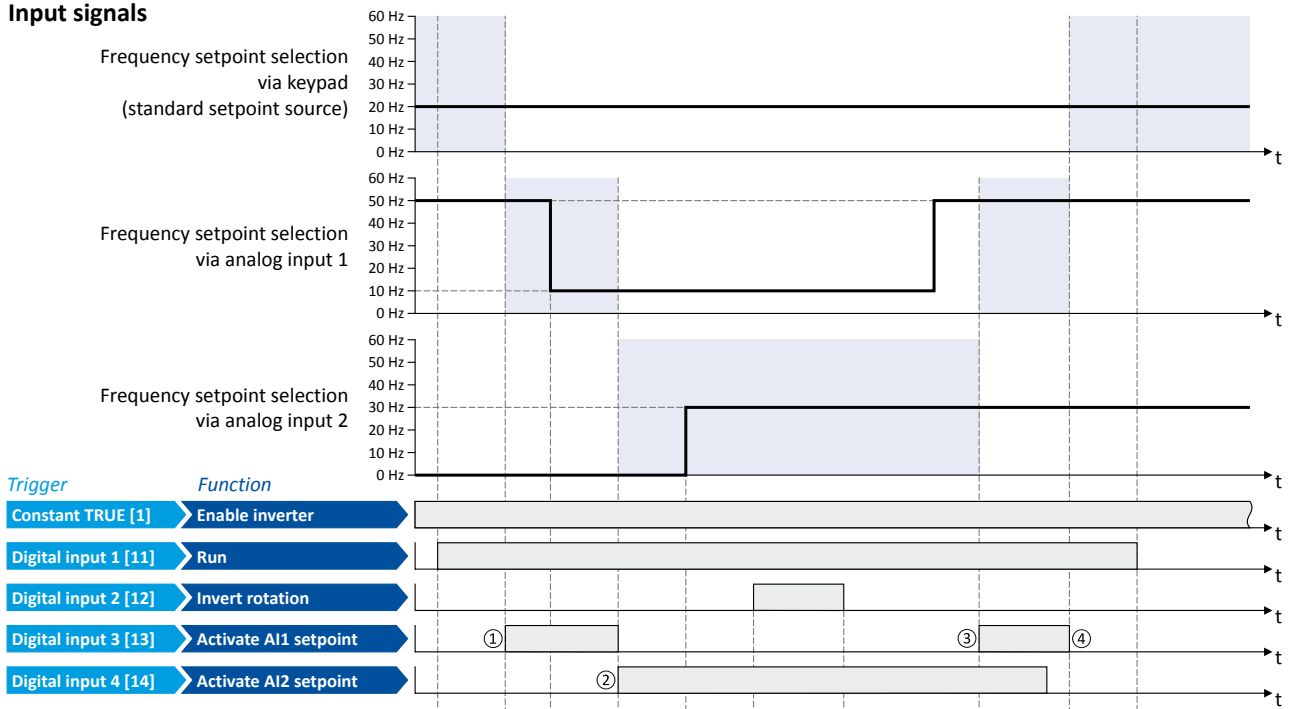 Input signals
60 Hz
50 Hz
40 Hz
30 Hz
20 Hz
10 Hz
0 Hz
Frequency setpoint selection
via keypad
(standard setpoint source)
t
60 Hz
50 Hz
40 Hz
30 Hz
20 Hz
10 Hz
0 Hz
Frequency setpoint selection
via analog input 1
t
60 Hz
50 Hz
40 Hz
30 Hz
20 Hz
10 Hz
0 Hz
Frequency setpoint selection
via analog input 2
t
Trigger Function
Constant TRUE [1] Enable inverter
t
Digital input 1 [11] Run
t
Digital input 2 [12] Invert rotation
t
Digital input 3 [13] Activate AI1 setpoint ① ③ ④
t
Digital input 4 [14] Activate AI2 setpoint ②
t